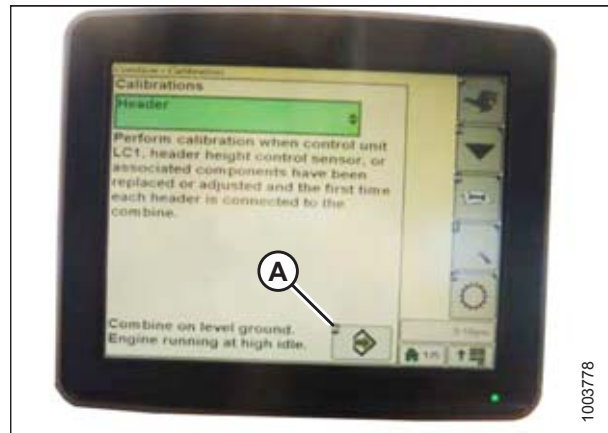 Combine - Calibration
Calibrations
Header
Perform calibration when control unit
LC1, header height control sensor, or
associated components have been
replaced or adjusted and the first time
each header is connected to the
combine.
A
Combine on level ground.
Engine running at high idle.
1003778